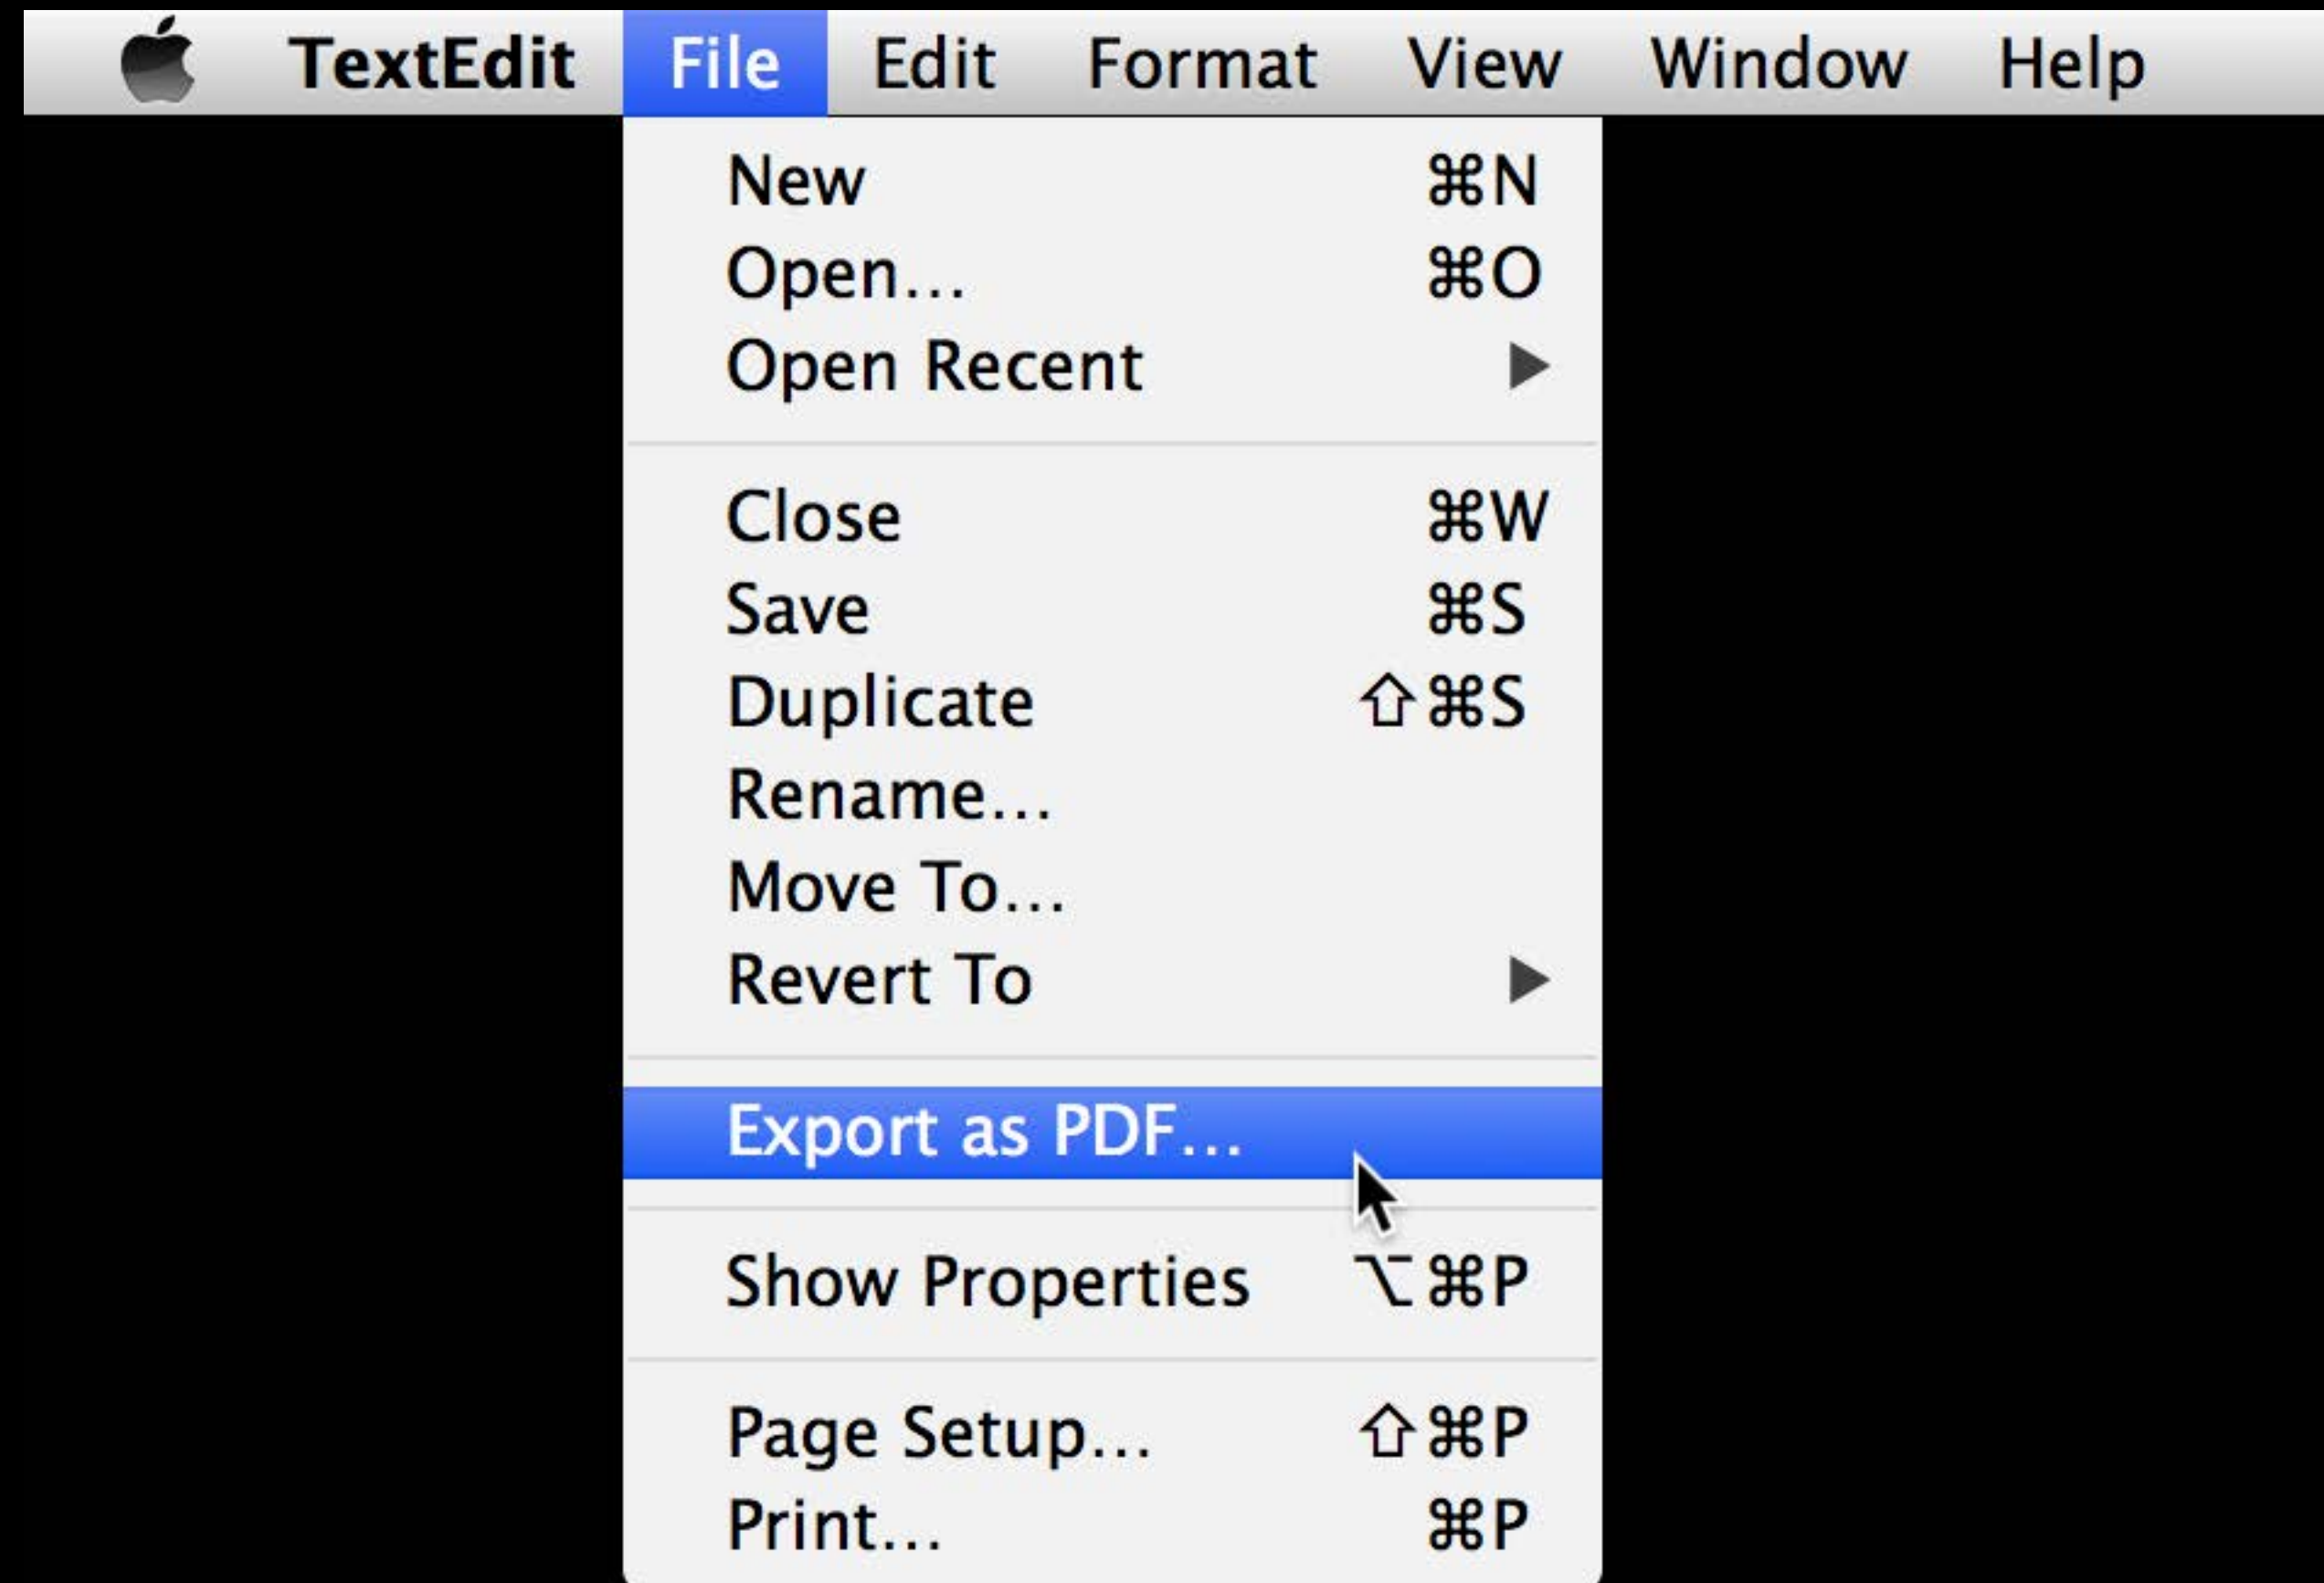 TextEdit File Edit Format View Window Help
New ⌘N
Open… ⌘O
Open Recent ▶
Close ⌘W
Save ⌘S
Duplicate ⇧⌘S
Rename…
Move To…
Revert To ▶
Export as PDF…
Show Properties ⌥⌘P
Page Setup… ⇧⌘P
Print… ⌘P